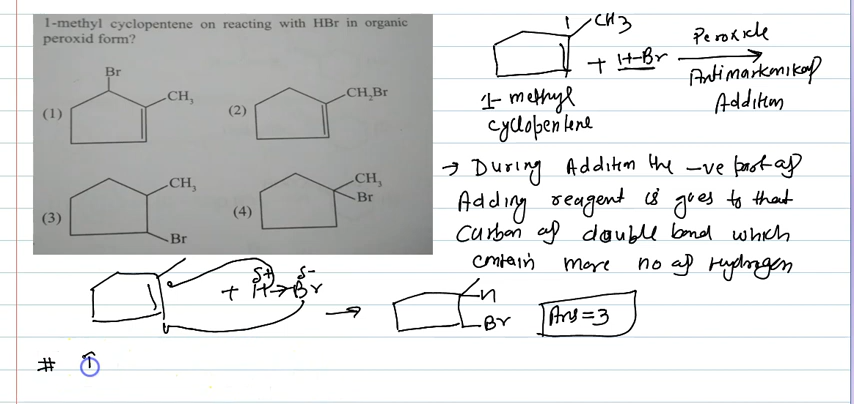 1-methyl cyclopentene on reacting with HBr in organic
peroxid form?
Br
(1)
CH₃
(2)
CH₂Br
(3)
CH₃
Br
(4)
CH₃
Br
CH3
+ H-Br
Peroxide
Antimarkonikof
Addition
1- methyl
cyclopentene
→ During Addition the -ve part of
Adding reagent is goes to that
Carbon of double bond which
contain more no of Hydrogen
δ+ δ-
+ H→Br
→
H
Br
Ans=3
# ↑